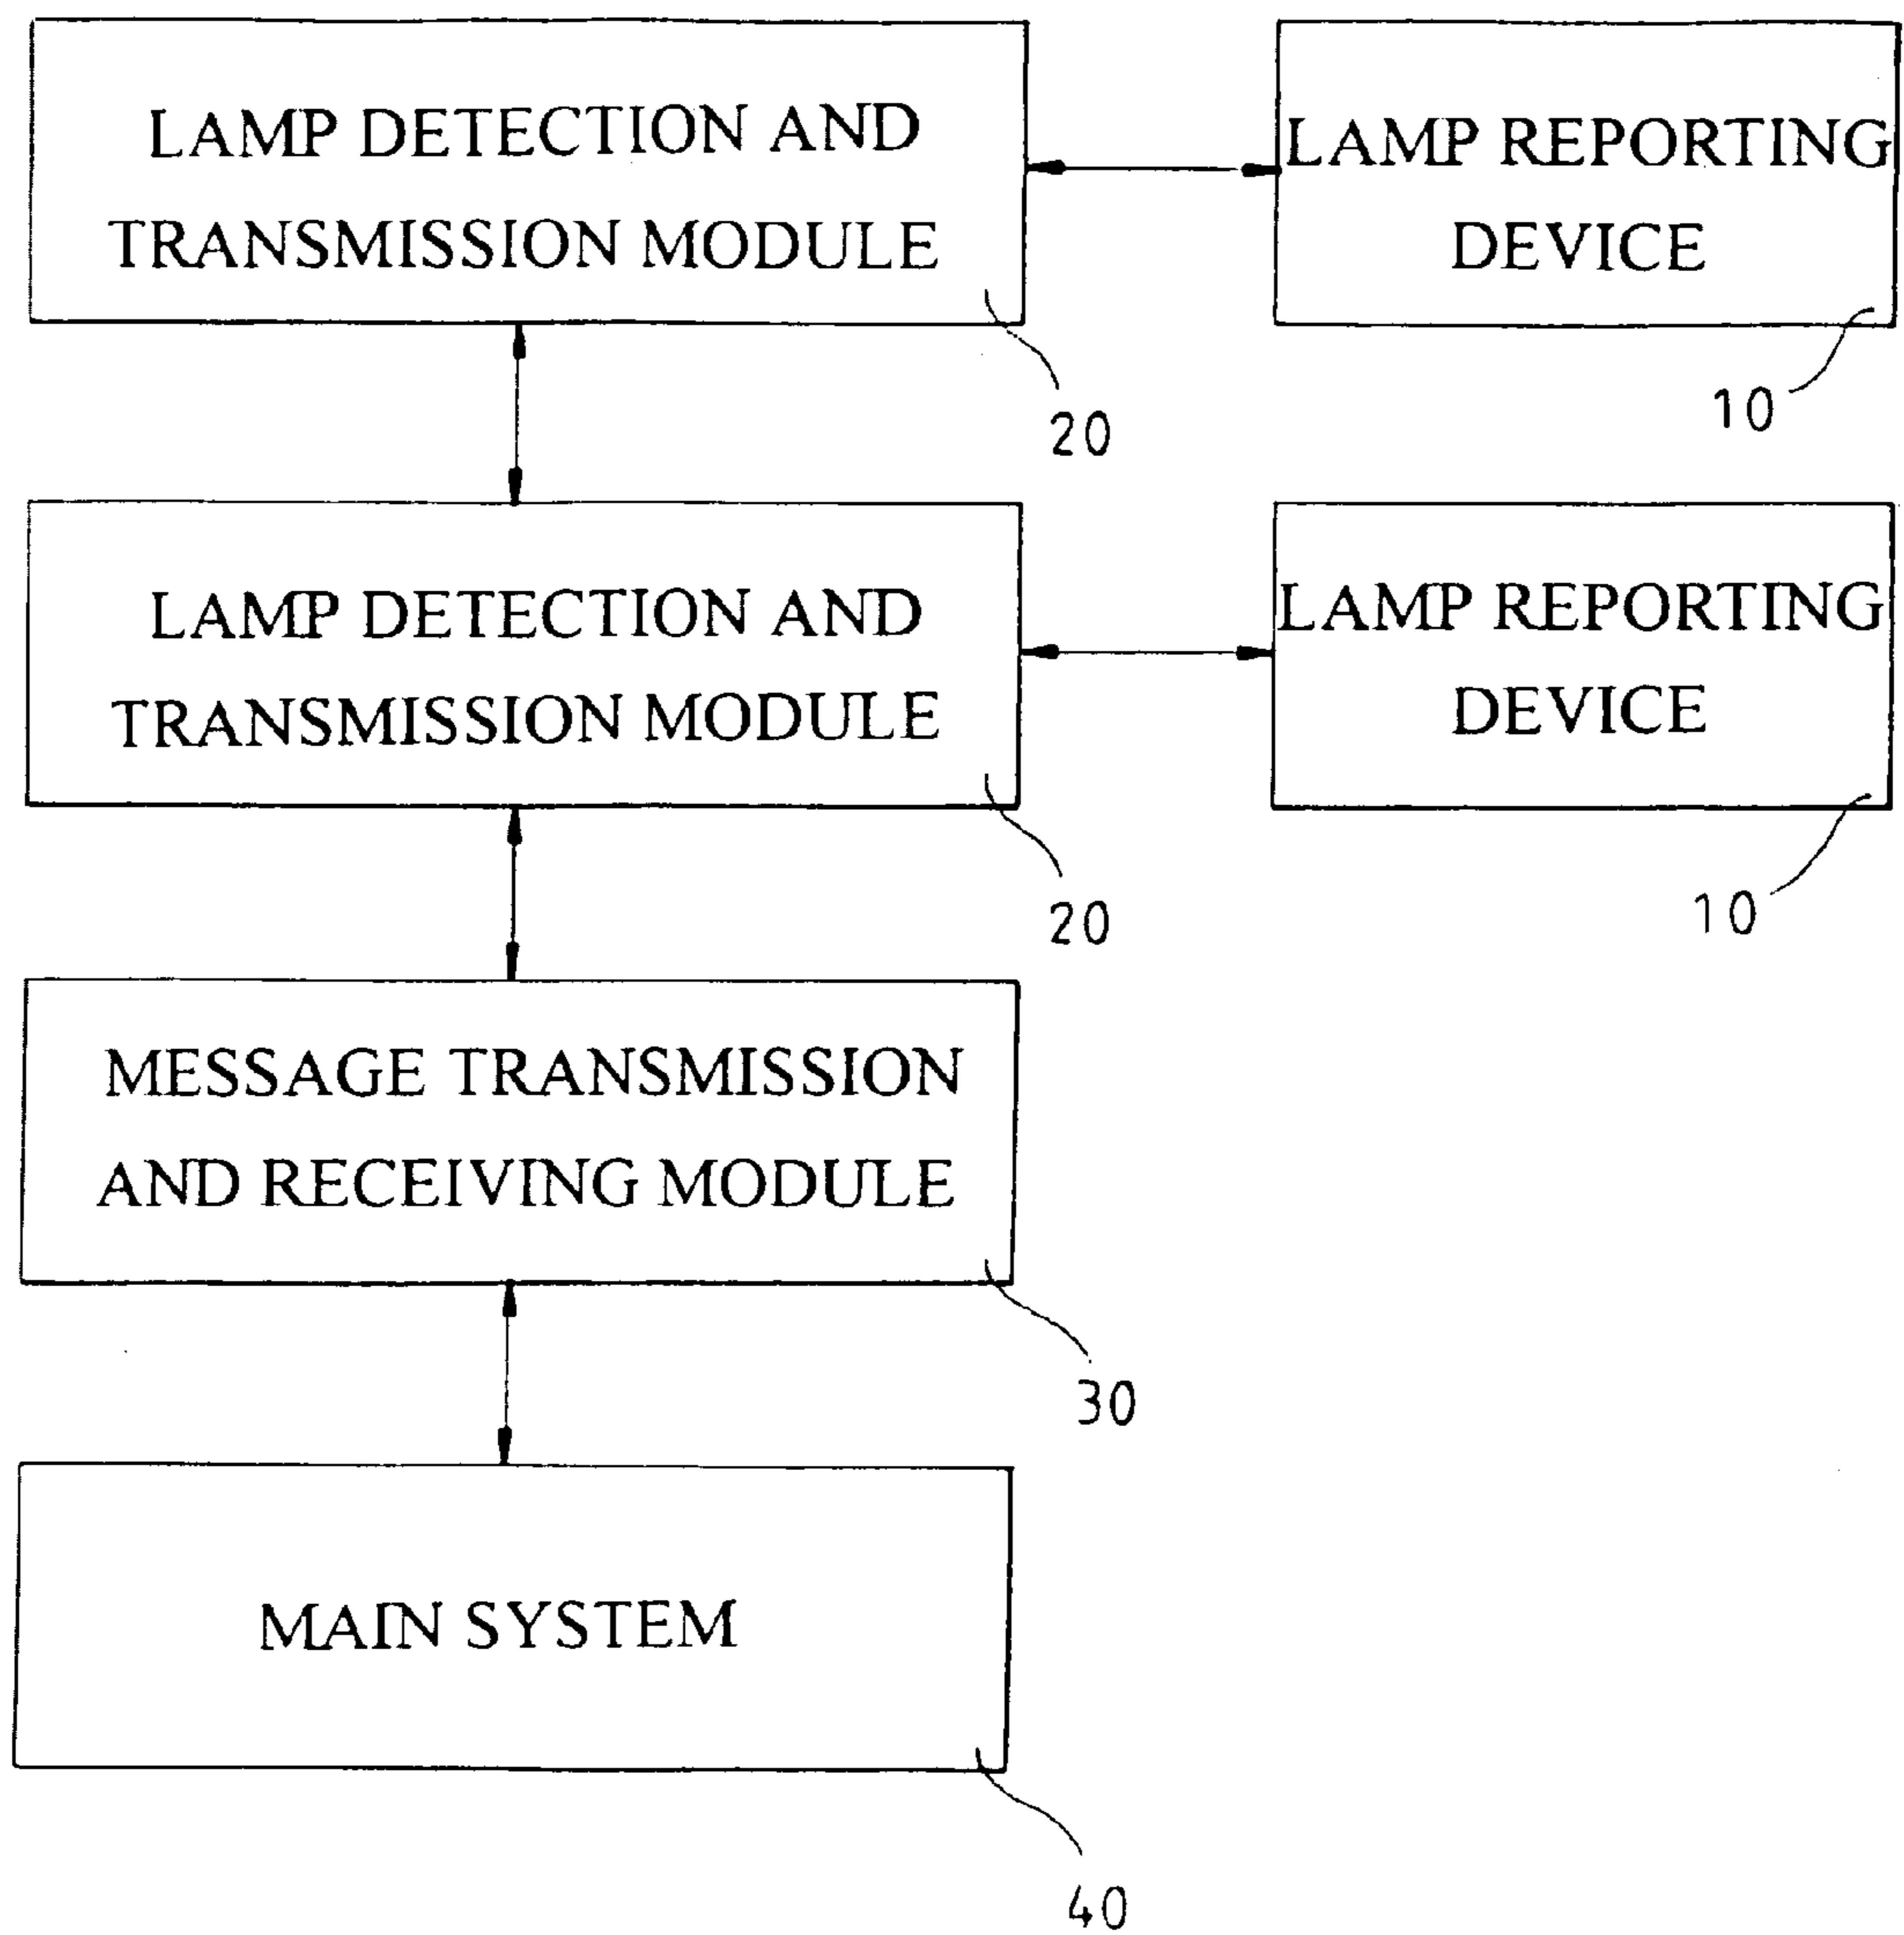 LAMP DETECTION AND
TRANSMISSION MODULE
20
LAMP REPORTING
DEVICE
10
LAMP DETECTION AND
TRANSMISSION MODULE
20
LAMP REPORTING
DEVICE
10
MESSAGE TRANSMISSION
AND RECEIVING MODULE
30
MAIN SYSTEM
40